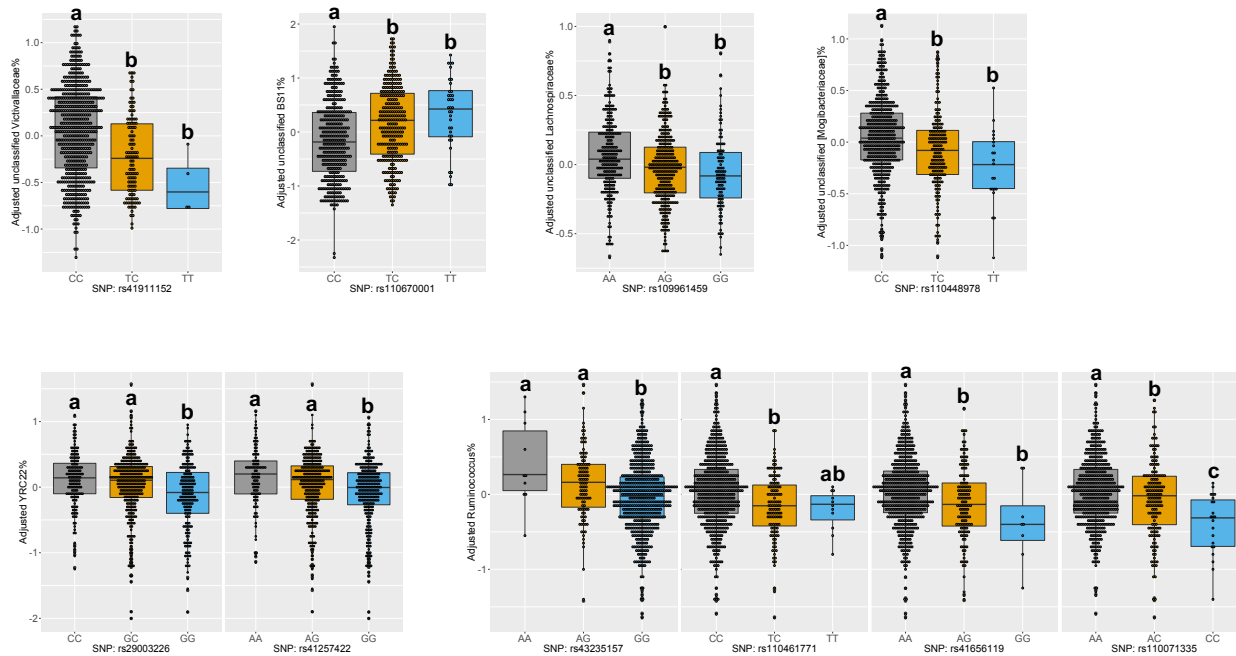 a
b
b
Adjusted unclassified Victivallaceae%
1.0
0.5
0.0
-0.5
-1.0
CC TC TT
SNP: rs41911152
a
b
b
Adjusted unclassified BS11%
2
1
0
-1
-2
CC TC TT
SNP: rs110670001
a
b
b
Adjusted unclassified Lachnospiraceae%
1.0
0.5
0.0
-0.5
AA AG GG
SNP: rs109961459
a
b
b
Adjusted unclassified [Mogibacteriaceae]%
1.0
0.5
0.0
-0.5
-1.0
CC TC TT
SNP: rs110448978
a a b
a a b
Adjusted YRC22%
1
0
-1
-2
CC GC GG
SNP: rs29003226
AA AG GG
SNP: rs41257422
a a b
a b ab
a b b
a b c
Adjusted Ruminococcus%
1
0
-1
AA AG GG
SNP: rs43235157
CC TC TT
SNP: rs110461771
AA AG GG
SNP: rs41656119
AA AC CC
SNP: rs110071335